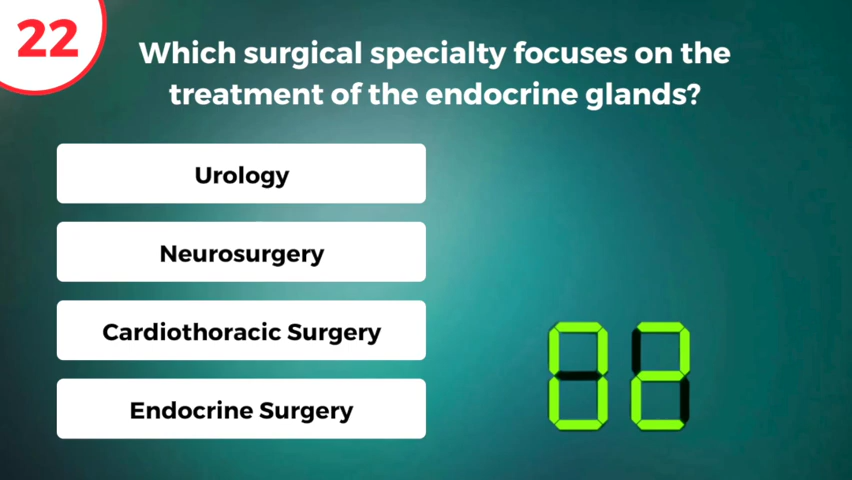 22
Which surgical specialty focuses on the
treatment of the endocrine glands?
Urology
Neurosurgery
Cardiothoracic Surgery
Endocrine Surgery
02